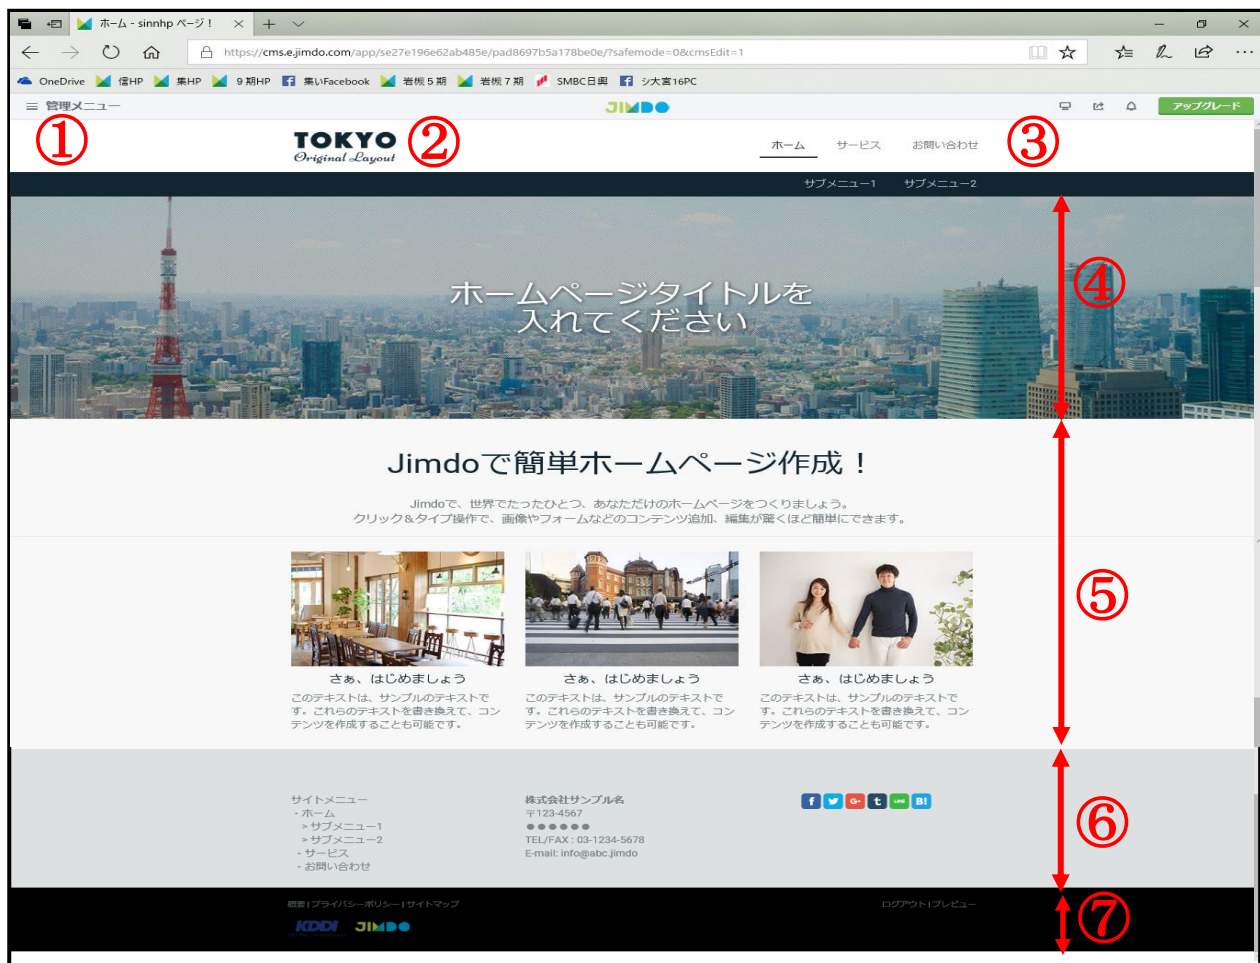 ホーム - sinnhp ページ！
https://cms.e.jimdo.com/app/se27e196e62ab485e/pad8697b5a178be0e/?safemode=0&cmsEdit=1
OneDrive 信HP 集HP 9期HP 集いFacebook 岩槻５期 岩槻７期 SMBC日興 シ大宮16PC
管理メニュー JIMDO アップグレード
① ② ③
TOKYO
Original Layout
ホーム サービス お問い合わせ
サブメニュー1 サブメニュー2
ホームページタイトルを
入れてください
④
Jimdoで簡単ホームページ作成！
Jimdoで、世界でたったひとつ、あなただけのホームページをつくりましょう。
クリック＆タイプ操作で、画像やフォームなどのコンテンツ追加、編集が驚くほど簡単にできます。
⑤
さぁ、はじめましょう
このテキストは、サンプルのテキストで
す。これらのテキストを書き換えて、コン
テンツを作成することも可能です。
さぁ、はじめましょう
このテキストは、サンプルのテキストで
す。これらのテキストを書き換えて、コン
テンツを作成することも可能です。
さぁ、はじめましょう
このテキストは、サンプルのテキストで
す。これらのテキストを書き換えて、コン
テンツを作成することも可能です。
サイトメニュー
・ホーム
> サブメニュー1
> サブメニュー2
・サービス
・お問い合わせ
株式会社サンプル名
〒123-4567
●●●●●●
TEL/FAX : 03-1234-5678
E-mail: info@abc.jimdo
f G+ t LINE B!
⑥
概要 | プライバシーポリシー | サイトマップ
ログアウト | プレビュー
KDDI JIMDO
⑦